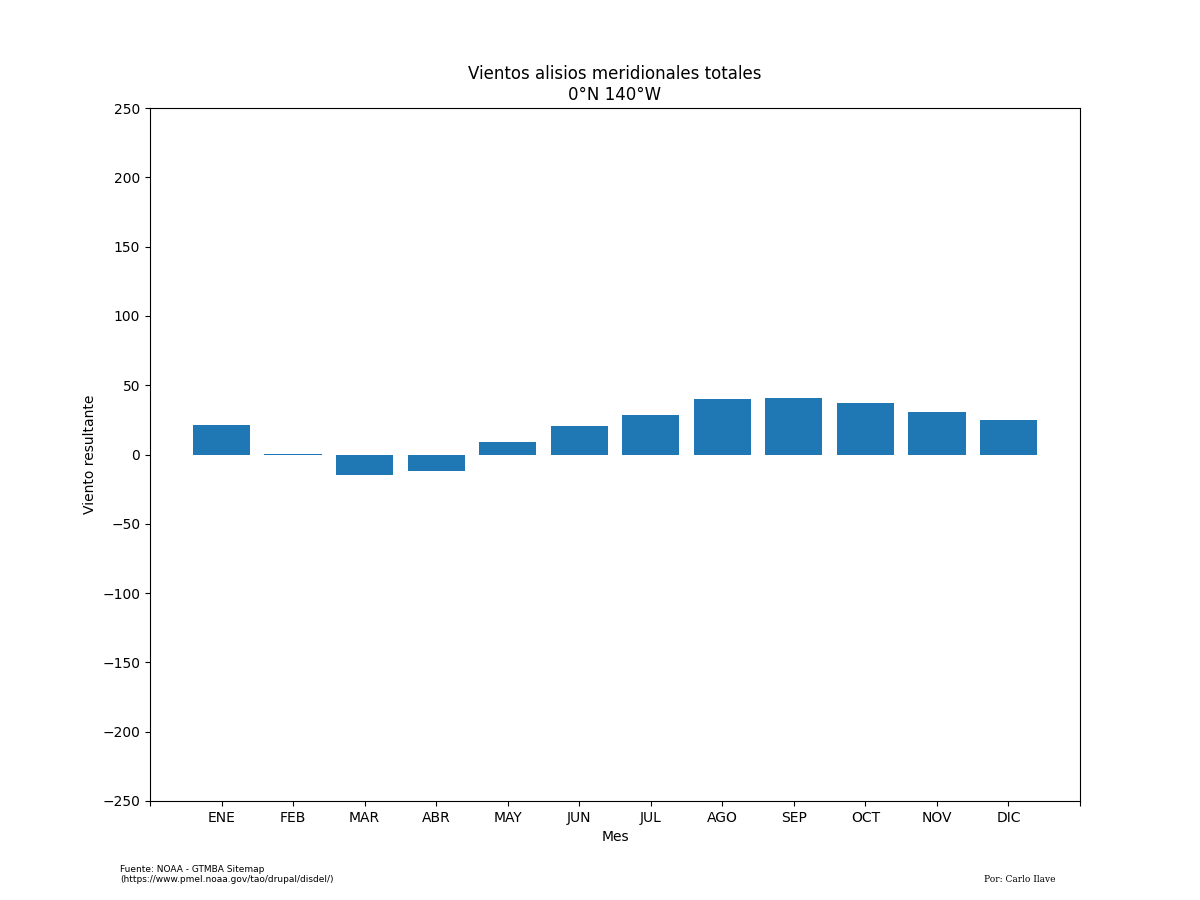 Vientos alisios meridionales totales
0°N 140°W
250
200
150
100
50
0
−50
−100
−150
−200
−250
Viento resultante
ENE FEB MAR ABR MAY JUN JUL AGO SEP OCT NOV DIC
Mes
Fuente: NOAA - GTMBA Sitemap
(https://www.pmel.noaa.gov/tao/drupal/disdel/)
Por: Carlo Ilave